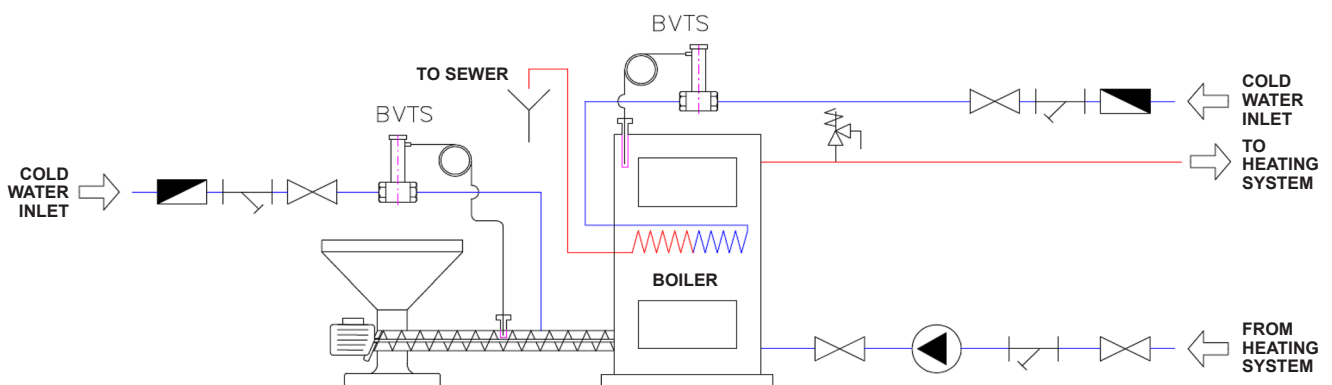 BVTS
TO SEWER
COLD
WATER
INLET
BVTS
TO
HEATING
SYSTEM
COLD
WATER
INLET
BOILER
FROM
HEATING
SYSTEM